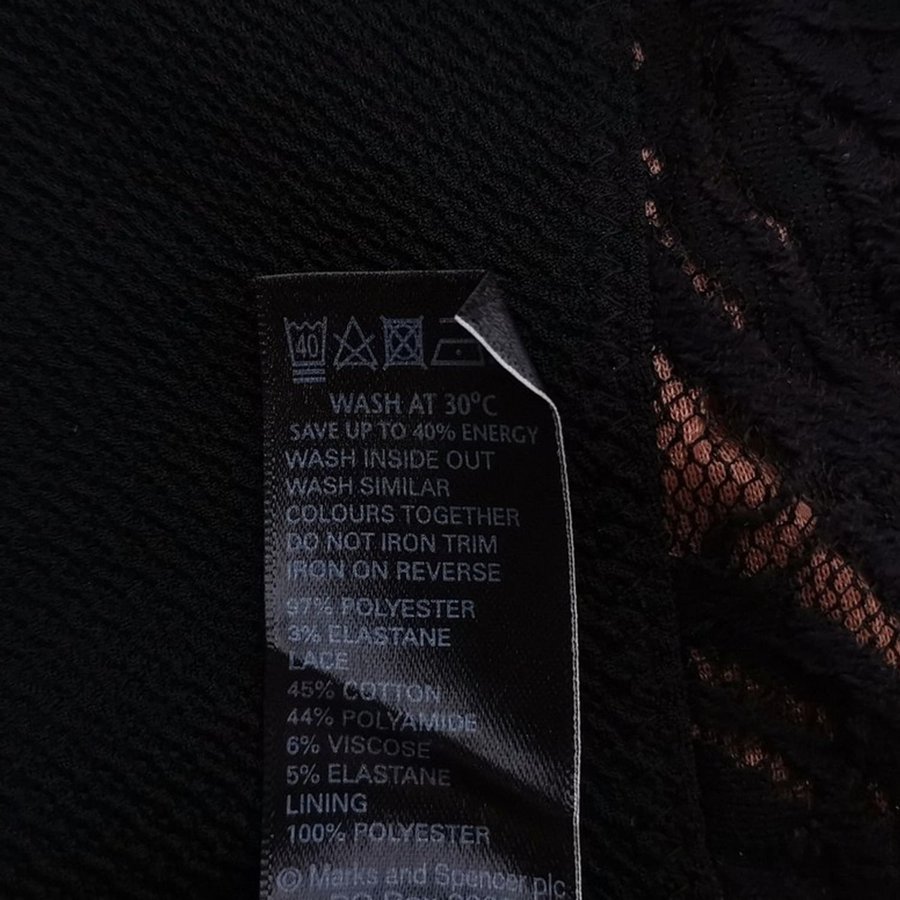 40
WASH AT 30°C
SAVE UP TO 40% ENERGY
WASH INSIDE OUT
WASH SIMILAR
COLOURS TOGETHER
DO NOT IRON TRIM
IRON ON REVERSE
97% POLYESTER
3% ELASTANE
LACE
45% COTTON
44% POLYAMIDE
6% VISCOSE
5% ELASTANE
LINING
100% POLYESTER
© Marks and Spencer plc